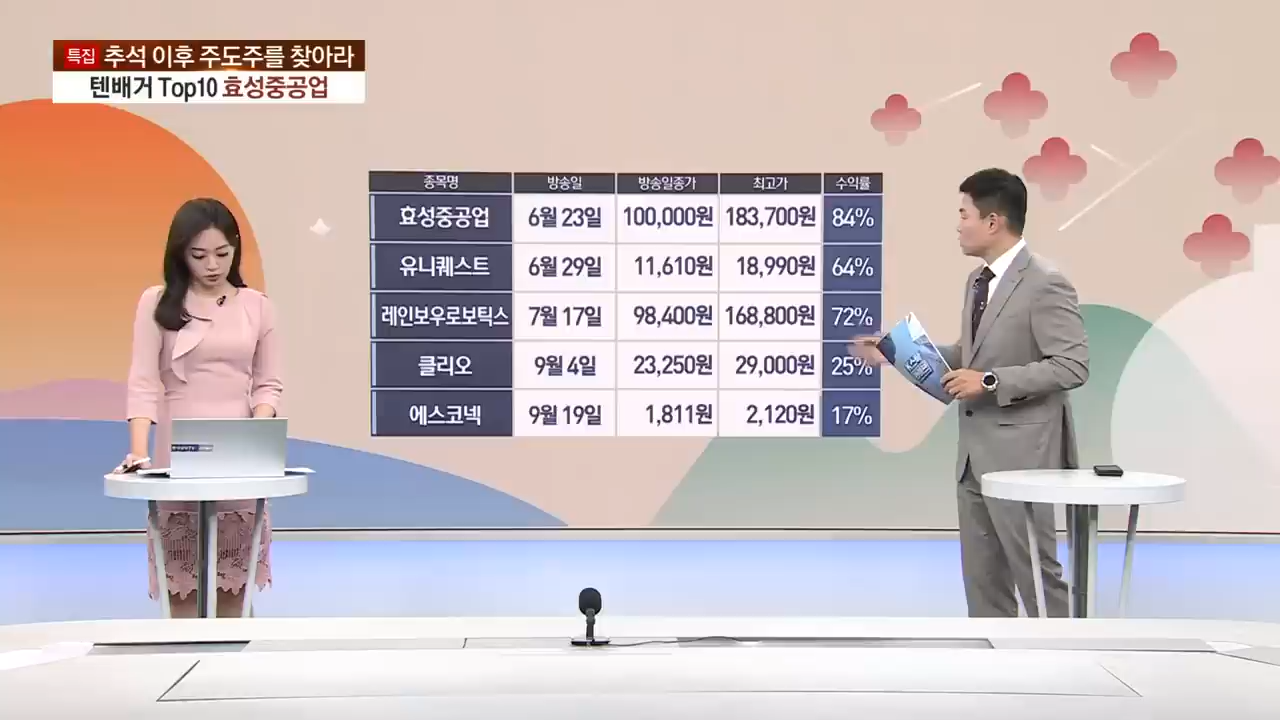 특집 추석 이후 주도주를 찾아라
텐배거 Top10 효성중공업
종목명 방송일 방송일종가 최고가 수익률
효성중공업 6월 23일 100,000원 183,700원 84%
유니퀘스트 6월 29일 11,610원 18,990원 64%
레인보우로보틱스 7월 17일 98,400원 168,800원 72%
클리오 9월 4일 23,250원 29,000원 25%
에스코넥 9월 19일 1,811원 2,120원 17%